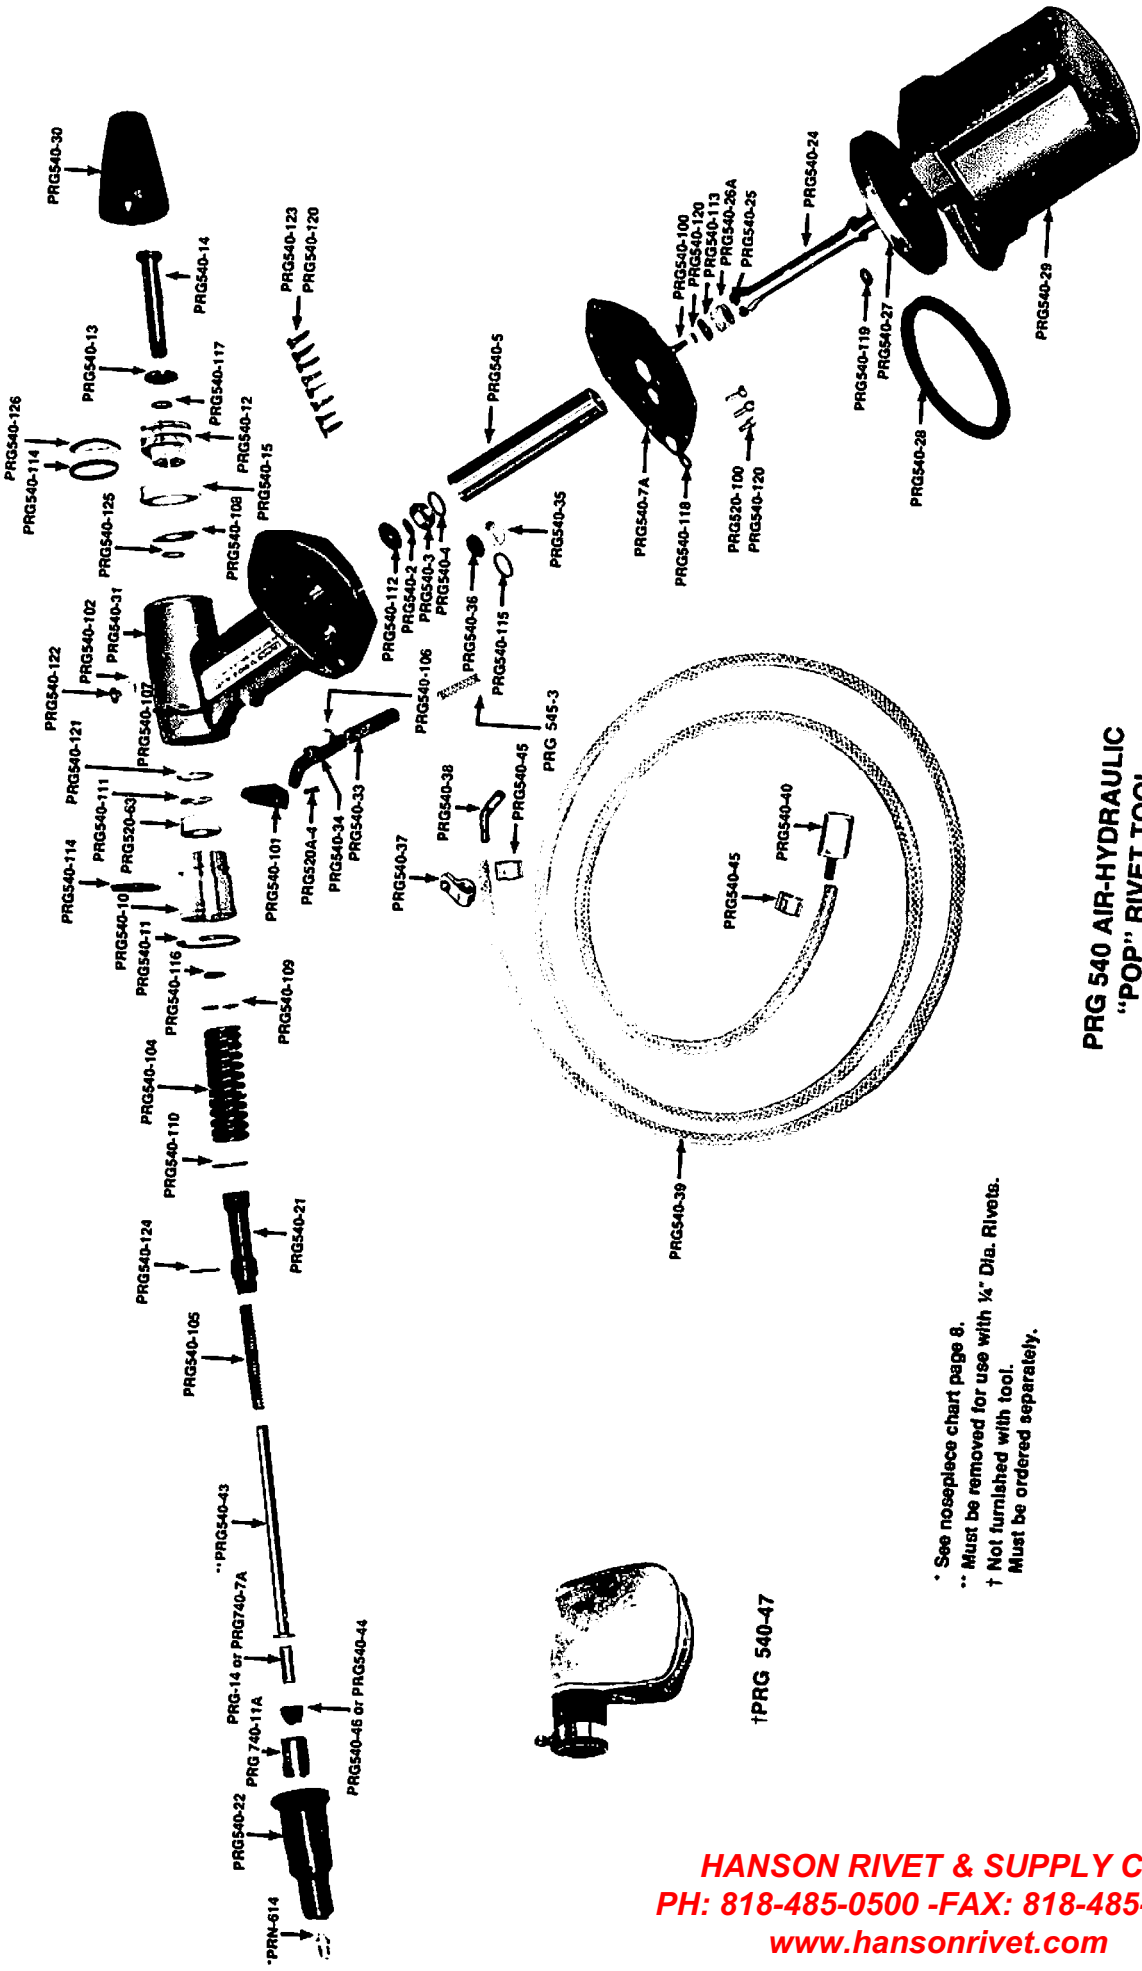 PRG540-30
PRG540-14
PRG540-123
PRG540-120
PRG540-13
PRG540-117
PRG540-12
PRG540-15
PRG540-126
PRG540-114
PRG540-125
PRG540-108
PRG540-31
PRG540-102
PRG540-122
PRG540-107
PRG540-121
PRG540-111
PRG520-63
PRG540-114
PRG540-10
PRG540-11
PRG540-116
PRG540-109
PRG540-104
PRG540-110
PRG540-21
PRG540-124
PRG540-105
**PRG540-43
PRG-14 or PRG740-7A
PRG540-46 or PRG540-44
PRG 740-11A
PRG540-22
*PRN-614
PRG540-5
PRG540-112
PRG540-2
PRG540-3
PRG540-4
PRG540-35
PRG540-36
PRG540-115
PRG540-106
PRG 545-3
PRG540-101
PRG520A-4
PRG540-34
PRG540-33
PRG540-38
PRG540-45
PRG540-37
PRG540-40
PRG540-45
PRG540-39
PRG540-24
PRG540-100
PRG540-120
PRG540-113
PRG540-26A
PRG540-25
PRG540-7A
PRG540-118
PRG520-100
PRG540-120
PRG540-119
PRG540-27
PRG540-28
PRG540-29
†PRG 540-47
* See nosepiece chart page 8.
** Must be removed for use with ¼" Dia. Rivets.
† Not furnished with tool.
Must be ordered separately.
PRG 540 AIR-HYDRAULIC
"POP" RIVET TOOL
HANSON RIVET & SUPPLY C
PH: 818-485-0500 -FAX: 818-485-
www.hansonrivet.com